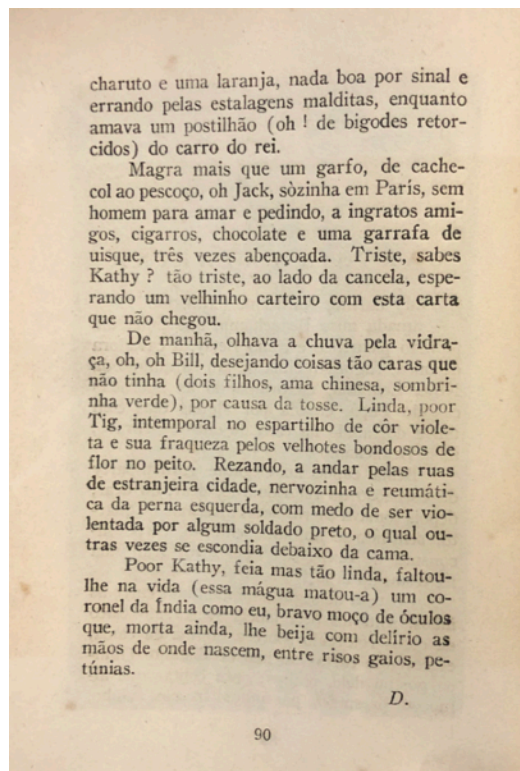 charuto e uma laranja, nada boa por sinal e
errando pelas estalagens malditas, enquanto
amava um postilhão (oh ! de bigodes retor-
cidos) do carro do rei.
Magra mais que um garfo, de cache-
col ao pescoço, oh Jack, sòzinha em París, sem
homem para amar e pedindo, a ingratos ami-
gos, cigarros, chocolate e uma garrafa de
uisque, três vezes abençoada. Triste, sabes
Kathy ? tão triste, ao lado da cancela, espe-
rando um velhinho carteiro com esta carta
que não chegou.
De manhã, olhava a chuva pela vidra-
ça, oh, oh Bill, desejando coisas tão caras que
não tinha (dois filhos, ama chinesa, sombri-
nha verde), por causa da tosse. Linda, poor
Tig, intemporal no espartilho de côr viole-
ta e sua fraqueza pelos velhotes bondosos de
flor no peito. Rezando, a andar pelas ruas
de estranjeira cidade, nervozinha e reumáti-
ca da perna esquerda, com medo de ser vio-
lentada por algum soldado preto, o qual ou-
tras vezes se escondia debaixo da cama.
Poor Kathy, feia mas tão linda, faltou-
lhe na vida (essa mágua matou-a) um co-
ronel da Índia como eu, bravo moço de óculos
que, morta ainda, lhe beija com delírio as
mãos de onde nascem, entre risos gaios, pe-
túnias.
D.
90